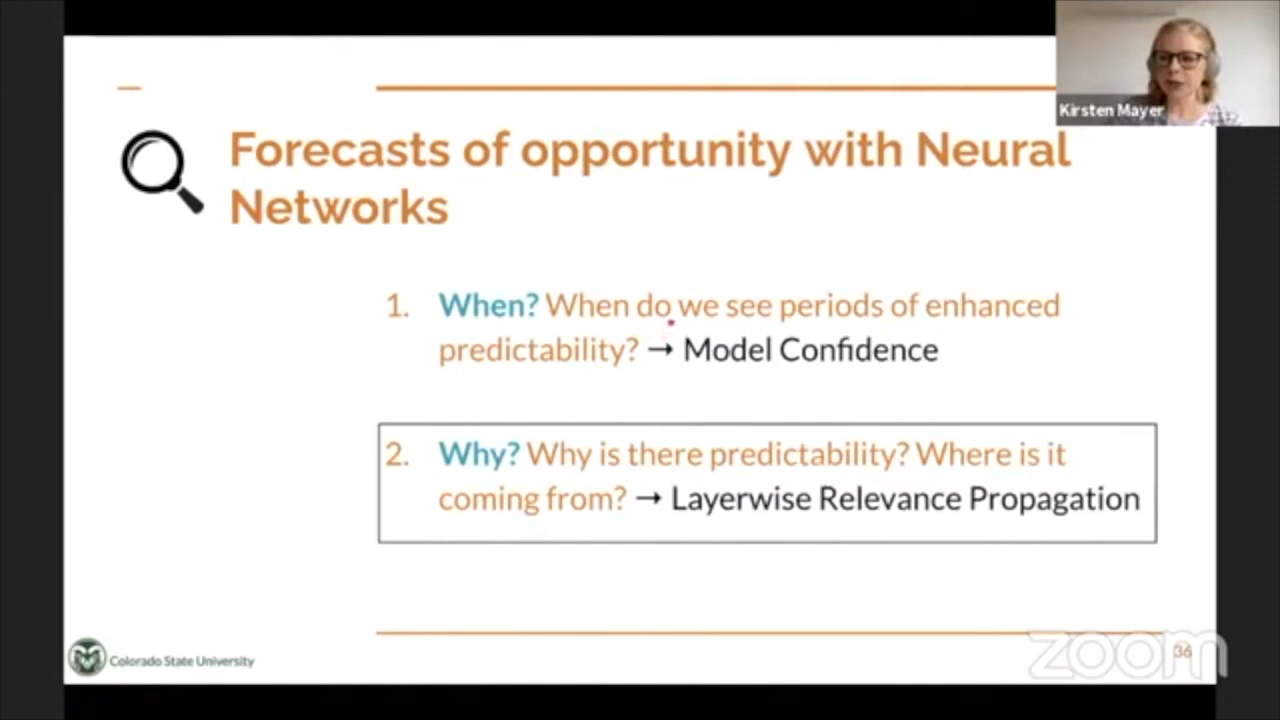 Kirsten Mayer
Forecasts of opportunity with Neural
Networks
1. When? When do we see periods of enhanced
predictability? → Model Confidence
2. Why? Why is there predictability? Where is it
coming from? → Layerwise Relevance Propagation
Colorado State University
zoom
36